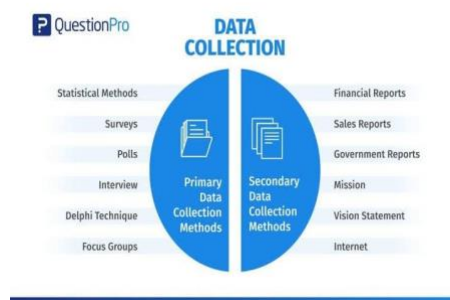 QuestionPro
DATA
COLLECTION
Statistical Methods
Surveys
Polls
Interview
Delphi Technique
Focus Groups
Primary
Data
Collection
Methods
Secondary
Data
Collection
Methods
Financial Reports
Sales Reports
Government Reports
Mission
Vision Statement
Internet